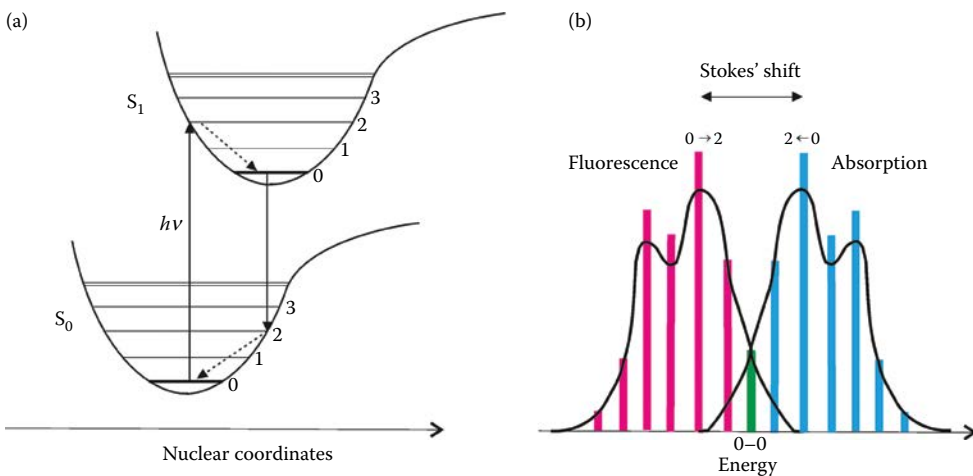 (a)
S1
3
2
1
0
hν
S0
3
2
1
0
Nuclear coordinates
(b)
Stokes' shift
0→2
2←0
Fluorescence
Absorption
0–0
Energy